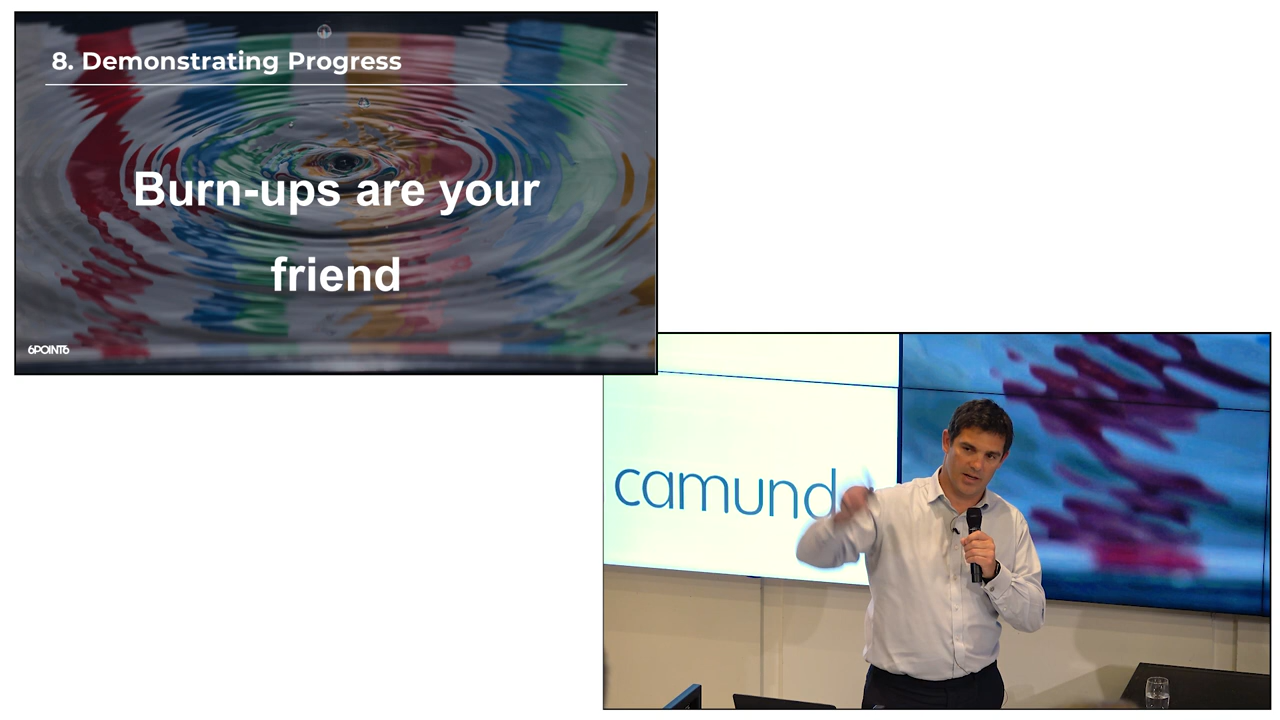 8. Demonstrating Progress
Burn-ups are your
friend
6POINT6
camund